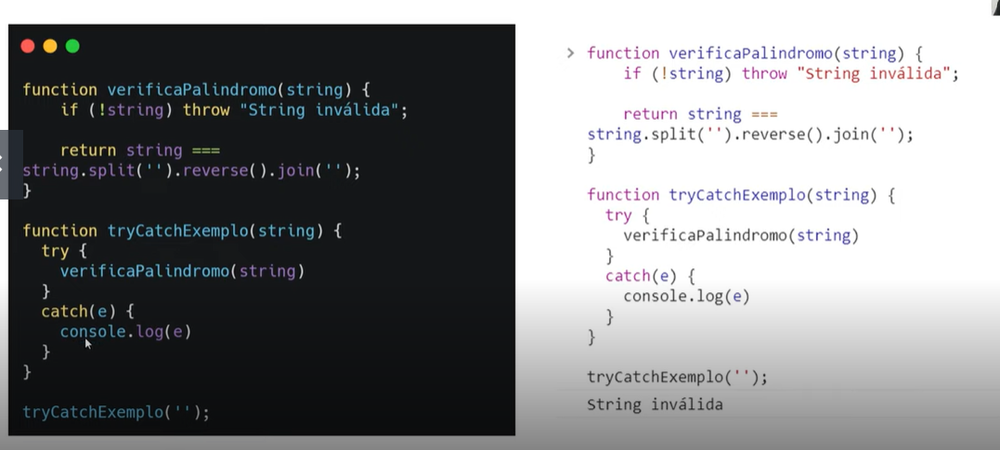 function verificaPalindromo(string) {
if (!string) throw "String inválida";
return string ===
string.split('').reverse().join('');
}
function tryCatchExemplo(string) {
try {
verificaPalindromo(string)
}
catch(e) {
console.log(e)
}
}
tryCatchExemplo('');
> function verificaPalindromo(string) {
if (!string) throw "String inválida";
return string ===
string.split('').reverse().join('');
}
function tryCatchExemplo(string) {
try {
verificaPalindromo(string)
}
catch(e) {
console.log(e)
}
}
tryCatchExemplo('');
String inválida